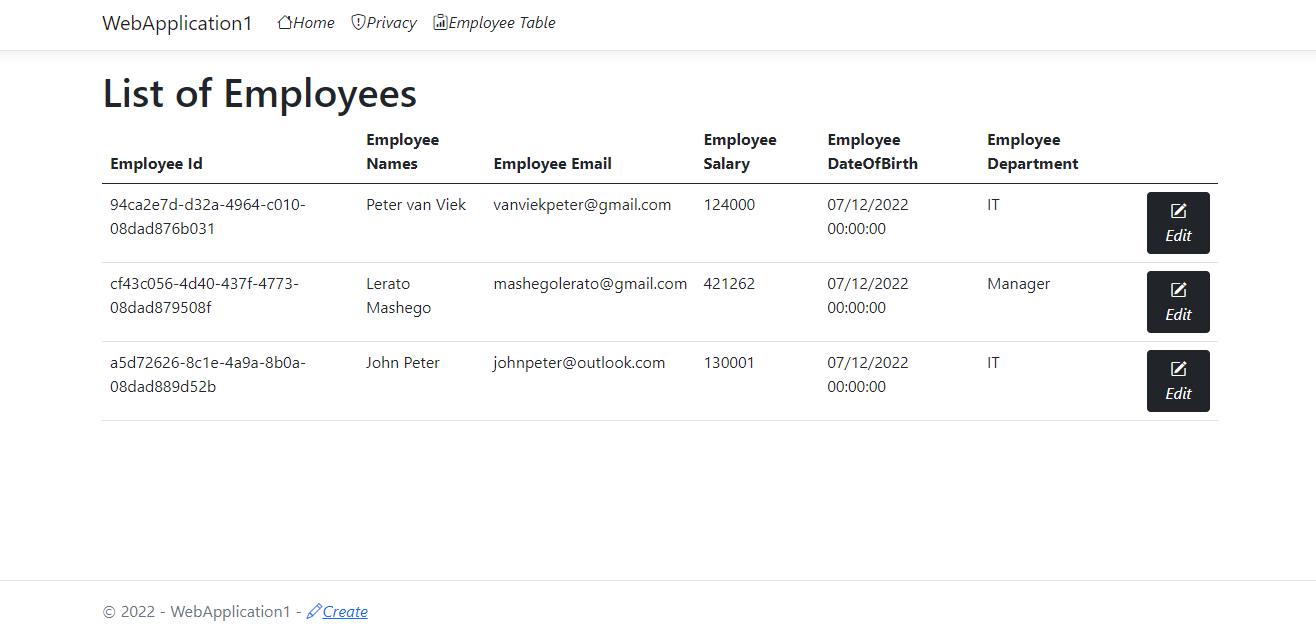 WebApplication1 Home Privacy Employee Table
List of Employees
Employee Id Employee Names Employee Email Employee Salary Employee DateOfBirth Employee Department
94ca2e7d-d32a-4964-c010-08dad876b031 Peter van Viek vanviekpeter@gmail.com 124000 07/12/2022 00:00:00 IT Edit
cf43c056-4d40-437f-4773-08dad879508f Lerato Mashego mashegolerato@gmail.com 421262 07/12/2022 00:00:00 Manager Edit
a5d72626-8c1e-4a9a-8b0a-08dad889d52b John Peter johnpeter@outlook.com 130001 07/12/2022 00:00:00 IT Edit
© 2022 - WebApplication1 - Create